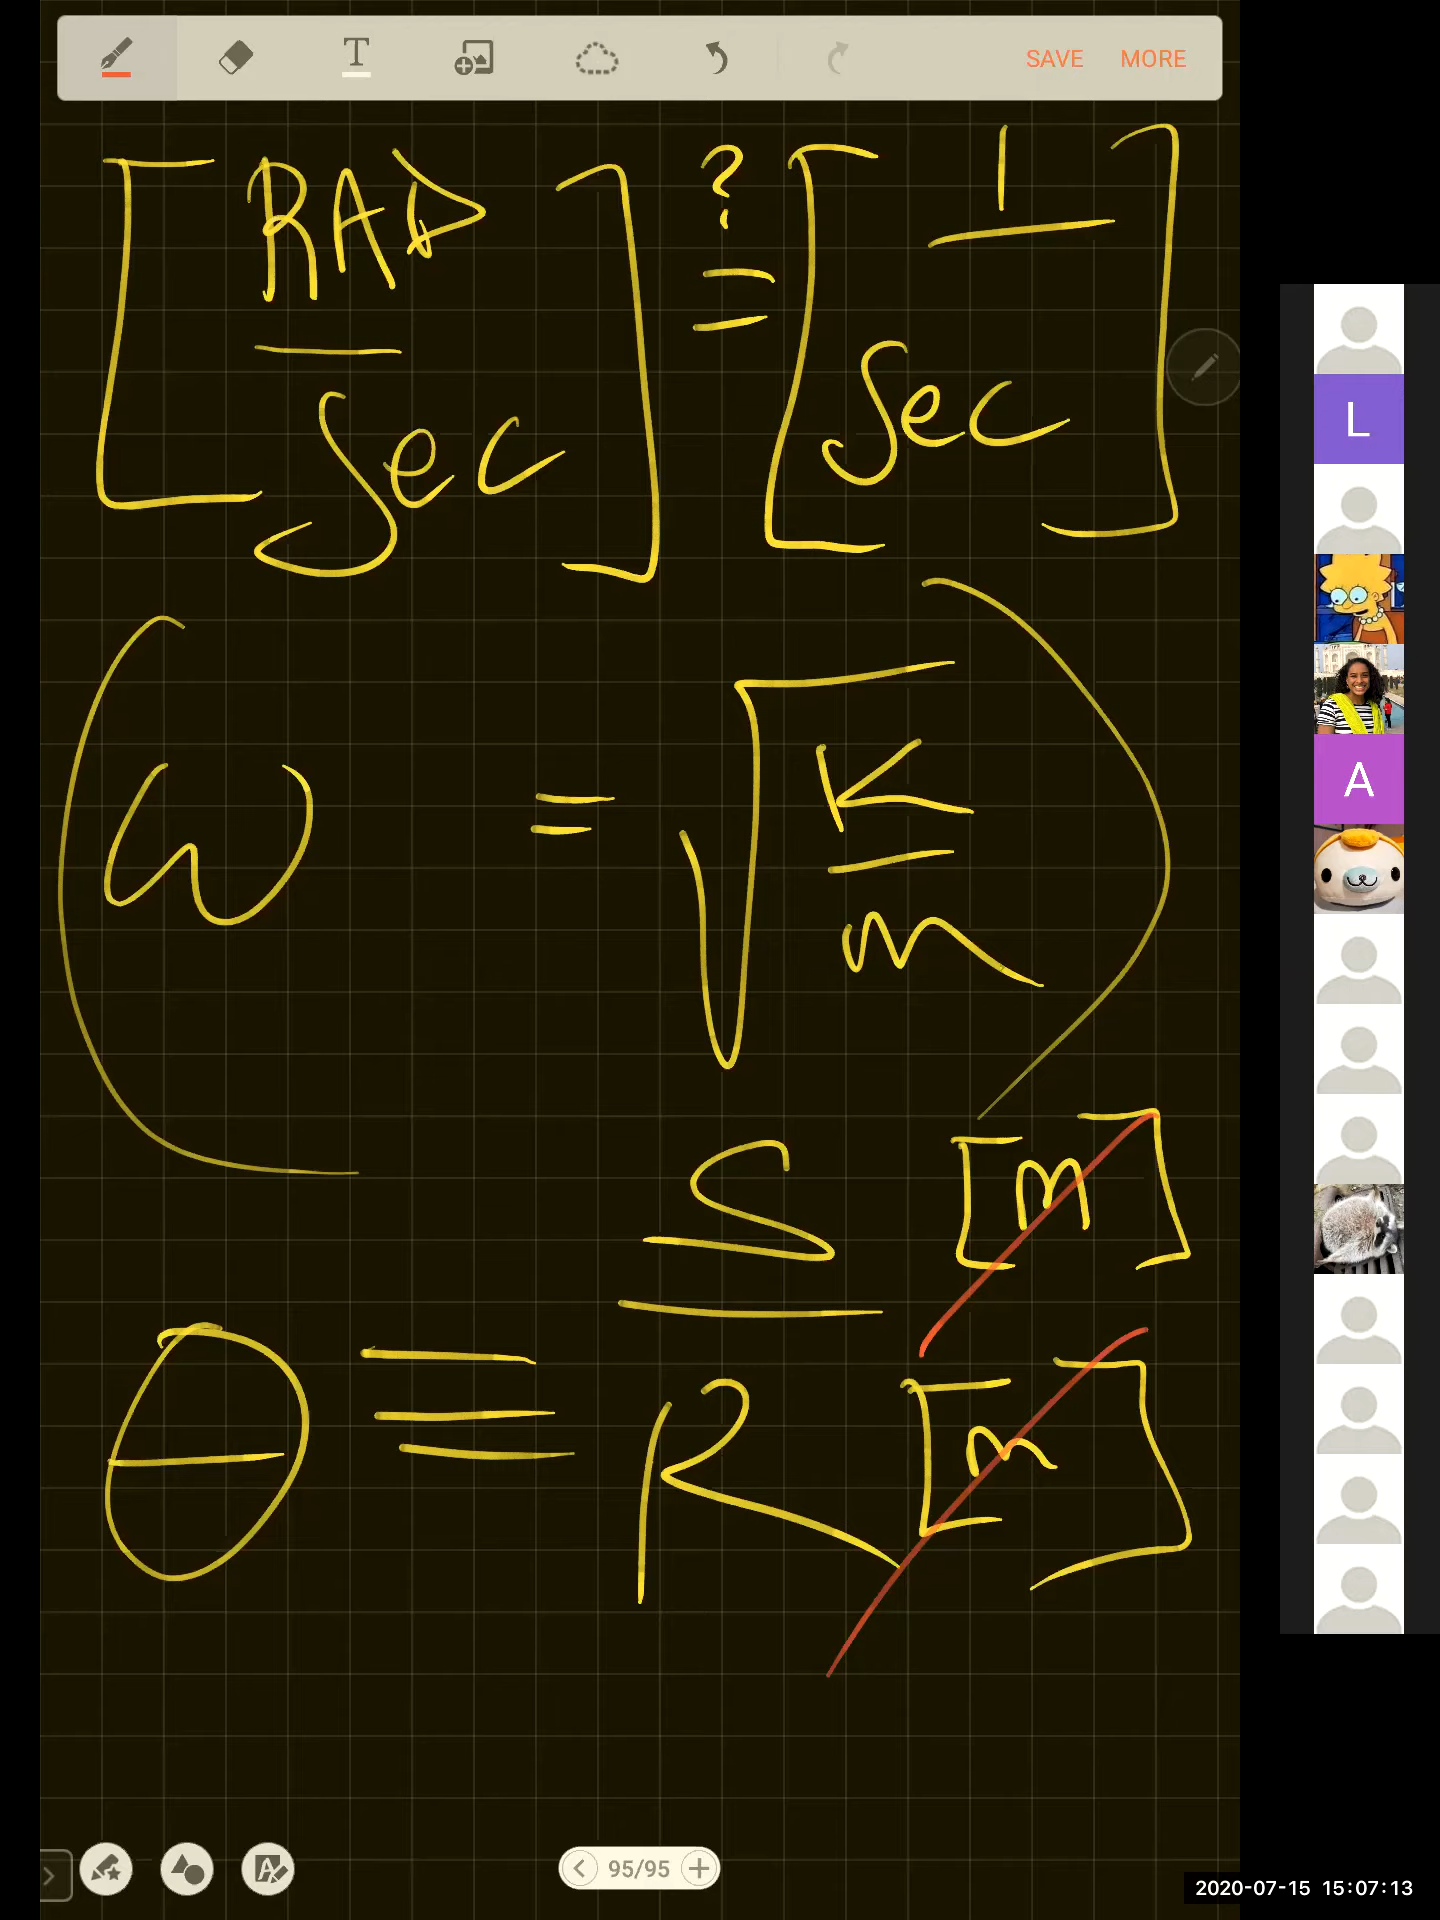 T
SAVE MORE
[RAD/Sec] ?= [1/Sec]
ω = √(K/m)
θ ≡ S/R [m]/[m]
L
A
A
95/95
2020-07-15 15:07:13